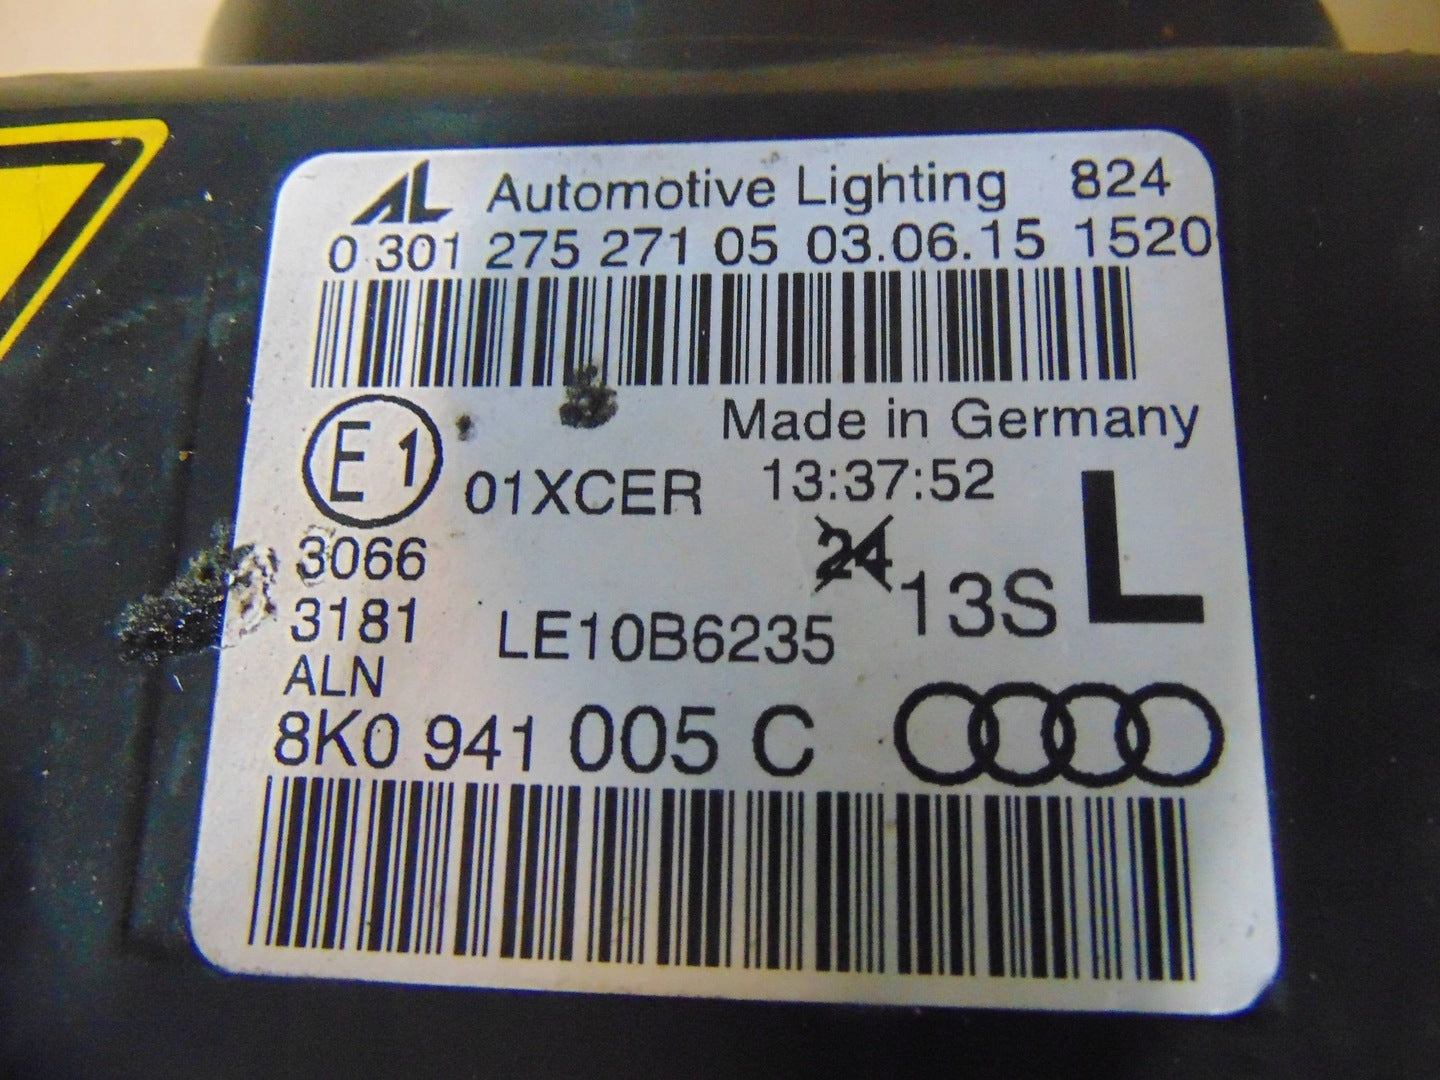 AL Automotive Lighting 824
0 301 275 271 05 03.06.15 1520
Made in Germany
E1 01XCER 13:37:52
3066 24 L
3181 LE10B6235 13S
ALN
8K0 941 005 C